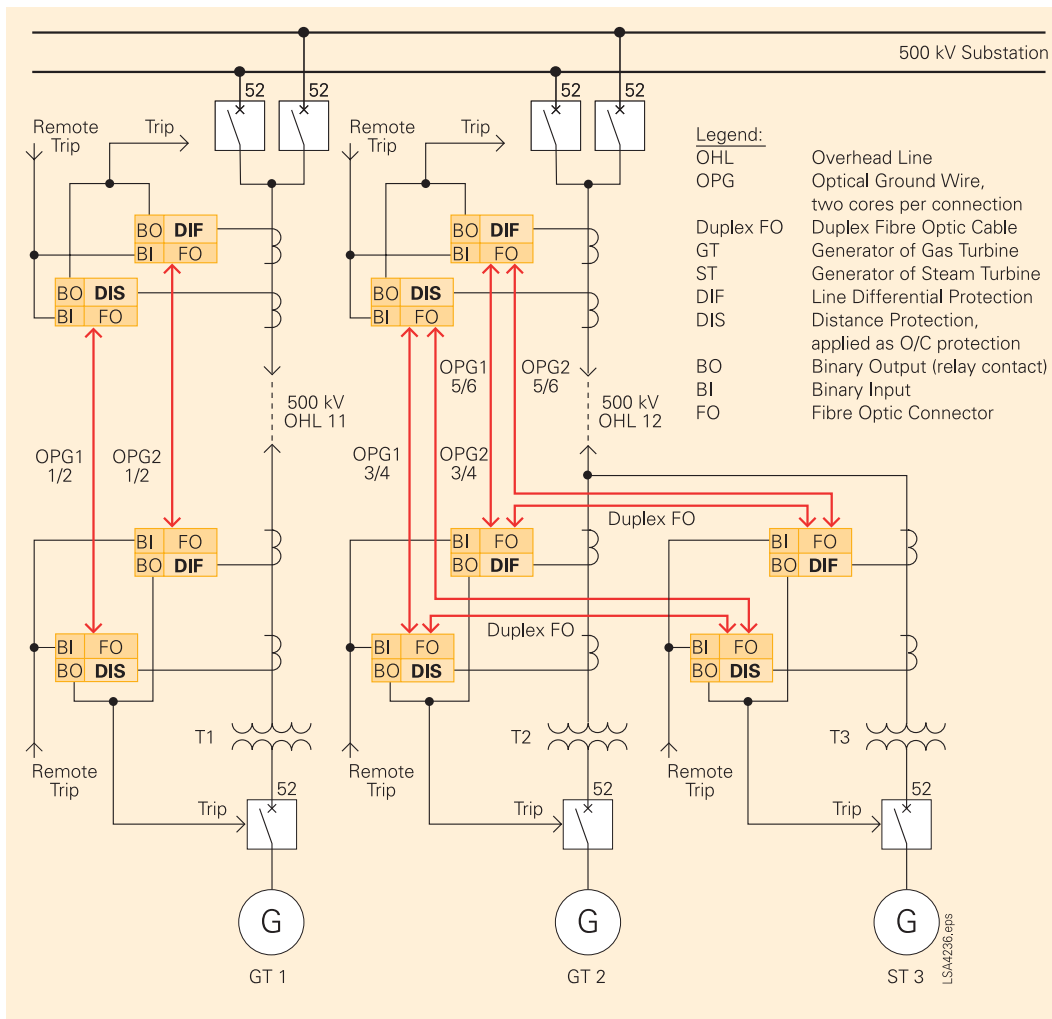 500 kV Substation
52
52
52
52
Remote
Trip
Trip
Remote
Trip
Trip
Legend:
OHL Overhead Line
OPG Optical Ground Wire,
two cores per connection
Duplex FO Duplex Fibre Optic Cable
GT Generator of Gas Turbine
ST Generator of Steam Turbine
DIF Line Differential Protection
DIS Distance Protection,
applied as O/C protection
BO Binary Output (relay contact)
BI Binary Input
FO Fibre Optic Connector
BO DIF
BI FO
BO DIS
BI FO
BO DIF
BI FO
BO DIS
BI FO
OPG1
5/6
OPG2
5/6
500 kV
OHL 11
500 kV
OHL 12
OPG1
1/2
OPG2
1/2
OPG1
3/4
OPG2
3/4
Duplex FO
BI FO
BO DIF
BI FO
BO DIF
BI FO
BO DIF
Duplex FO
BI FO
BO DIS
BI FO
BO DIS
BI FO
BO DIS
T1
T2
T3
Remote
Trip
Remote
Trip
Remote
Trip
52
52
52
Trip
Trip
Trip
G
G
G
GT 1
GT 2
ST 3
LSA4236.eps